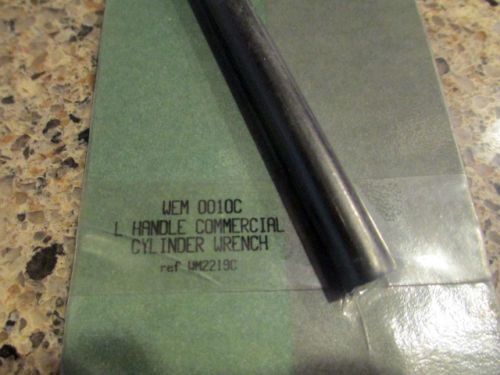 WEM 0010C
L HANDLE COMMERCIAL
CYLINDER WRENCH
ref WM2219C